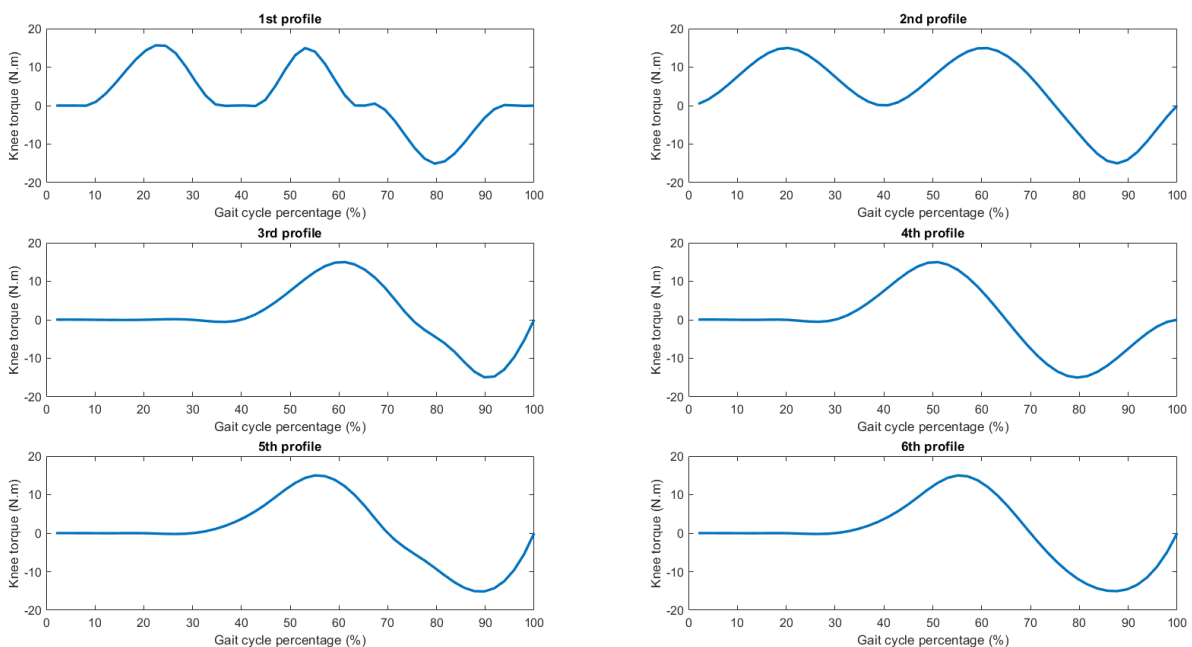 1st profile
Knee torque (N.m)
20
10
0
-10
-20
0 10 20 30 40 50 60 70 80 90 100
Gait cycle percentage (%)
2nd profile
Knee torque (N.m)
20
10
0
-10
-20
0 10 20 30 40 50 60 70 80 90 100
Gait cycle percentage (%)
3rd profile
Knee torque (N.m)
20
10
0
-10
-20
0 10 20 30 40 50 60 70 80 90 100
Gait cycle percentage (%)
4th profile
Knee torque (N.m)
20
10
0
-10
-20
0 10 20 30 40 50 60 70 80 90 100
Gait cycle percentage (%)
5th profile
Knee torque (N.m)
20
10
0
-10
-20
0 10 20 30 40 50 60 70 80 90 100
Gait cycle percentage (%)
6th profile
Knee torque (N.m)
20
10
0
-10
-20
0 10 20 30 40 50 60 70 80 90 100
Gait cycle percentage (%)